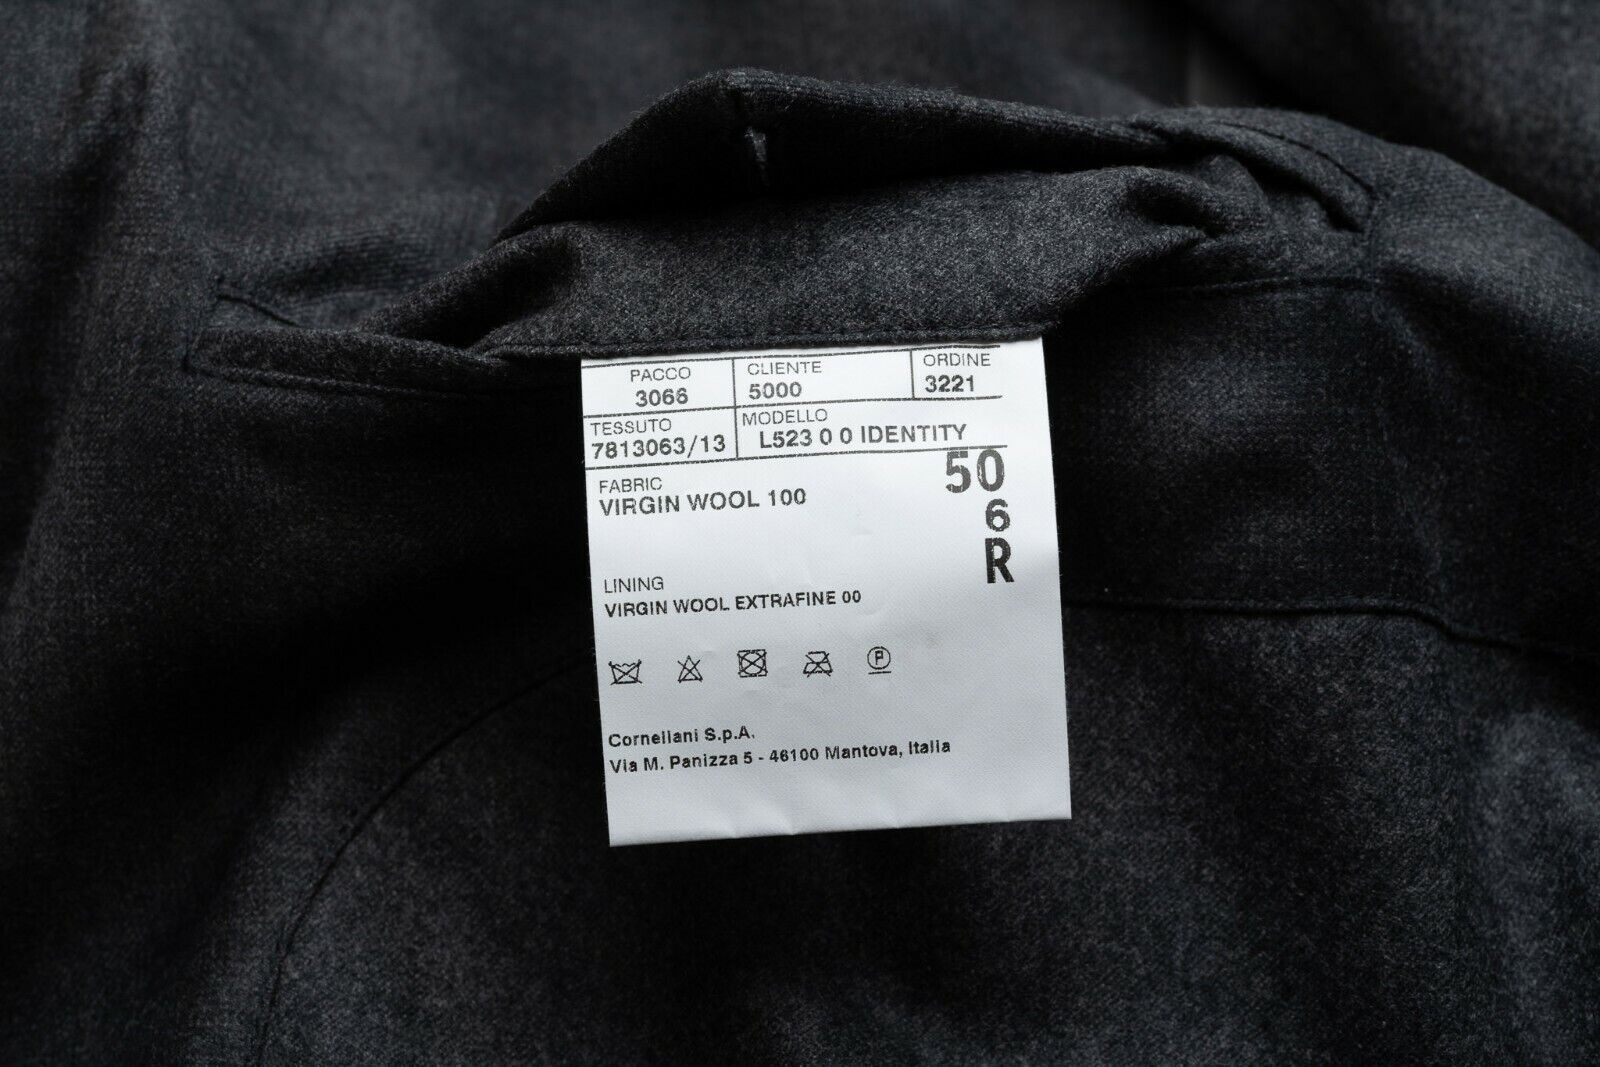 PACCO CLIENTE ORDINE
3066 5000 3221
TESSUTO MODELLO
7813063/13 L523 0 0 IDENTITY
50
6
R
FABRIC
VIRGIN WOOL 100
LINING
VIRGIN WOOL EXTRAFINE 00
P
Cornellani S.p.A.
Via M. Panizza 5 - 46100 Mantova, Italia